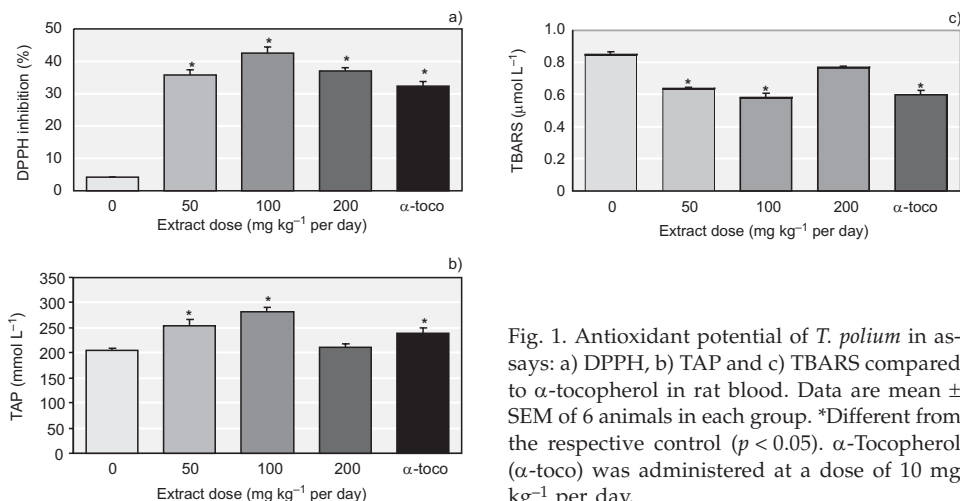 a)
DPPH inhibition (%)
50
40
30
20
10
0
*
*
*
*
0 50 100 200 α-toco
Extract dose (mg kg⁻¹ per day)
b)
TAP (mmol L⁻¹)
350
300
250
200
150
100
50
0
*
*
*
0 50 100 200 α-toco
Extract dose (mg kg⁻¹ per day)
c)
TBARS (μmol L⁻¹)
1.0
0.8
0.6
0.4
0.2
0
*
*
*
0 50 100 200 α-toco
Extract dose (mg kg⁻¹ per day)
Fig. 1. Antioxidant potential of T. polium in as-
says: a) DPPH, b) TAP and c) TBARS compared
to α-tocopherol in rat blood. Data are mean ±
SEM of 6 animals in each group. *Different from
the respective control (p < 0.05). α-Tocopherol
(α-toco) was administered at a dose of 10 mg
kg⁻¹ per day.